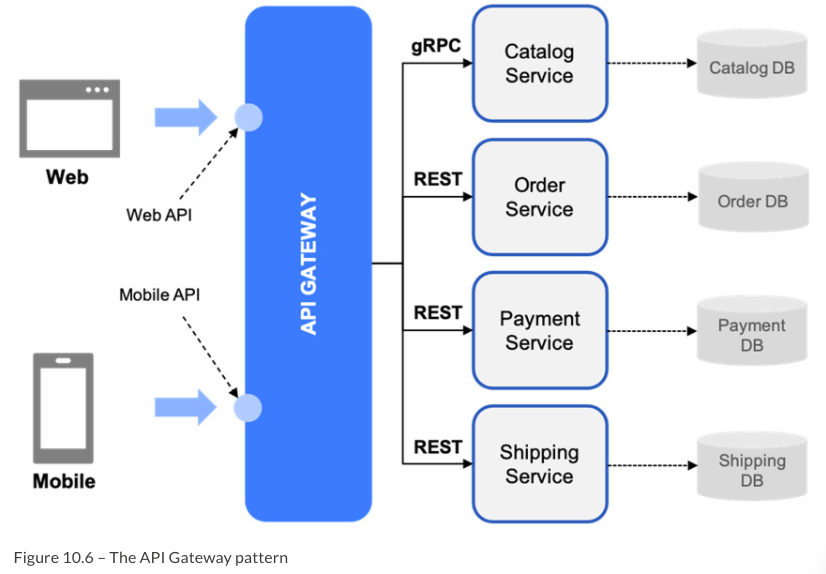 Web
Web API
Mobile API
Mobile
API GATEWAY
gRPC
Catalog
Service
Catalog DB
REST
Order
Service
Order DB
REST
Payment
Service
Payment
DB
REST
Shipping
Service
Shipping
DB
Figure 10.6 – The API Gateway pattern